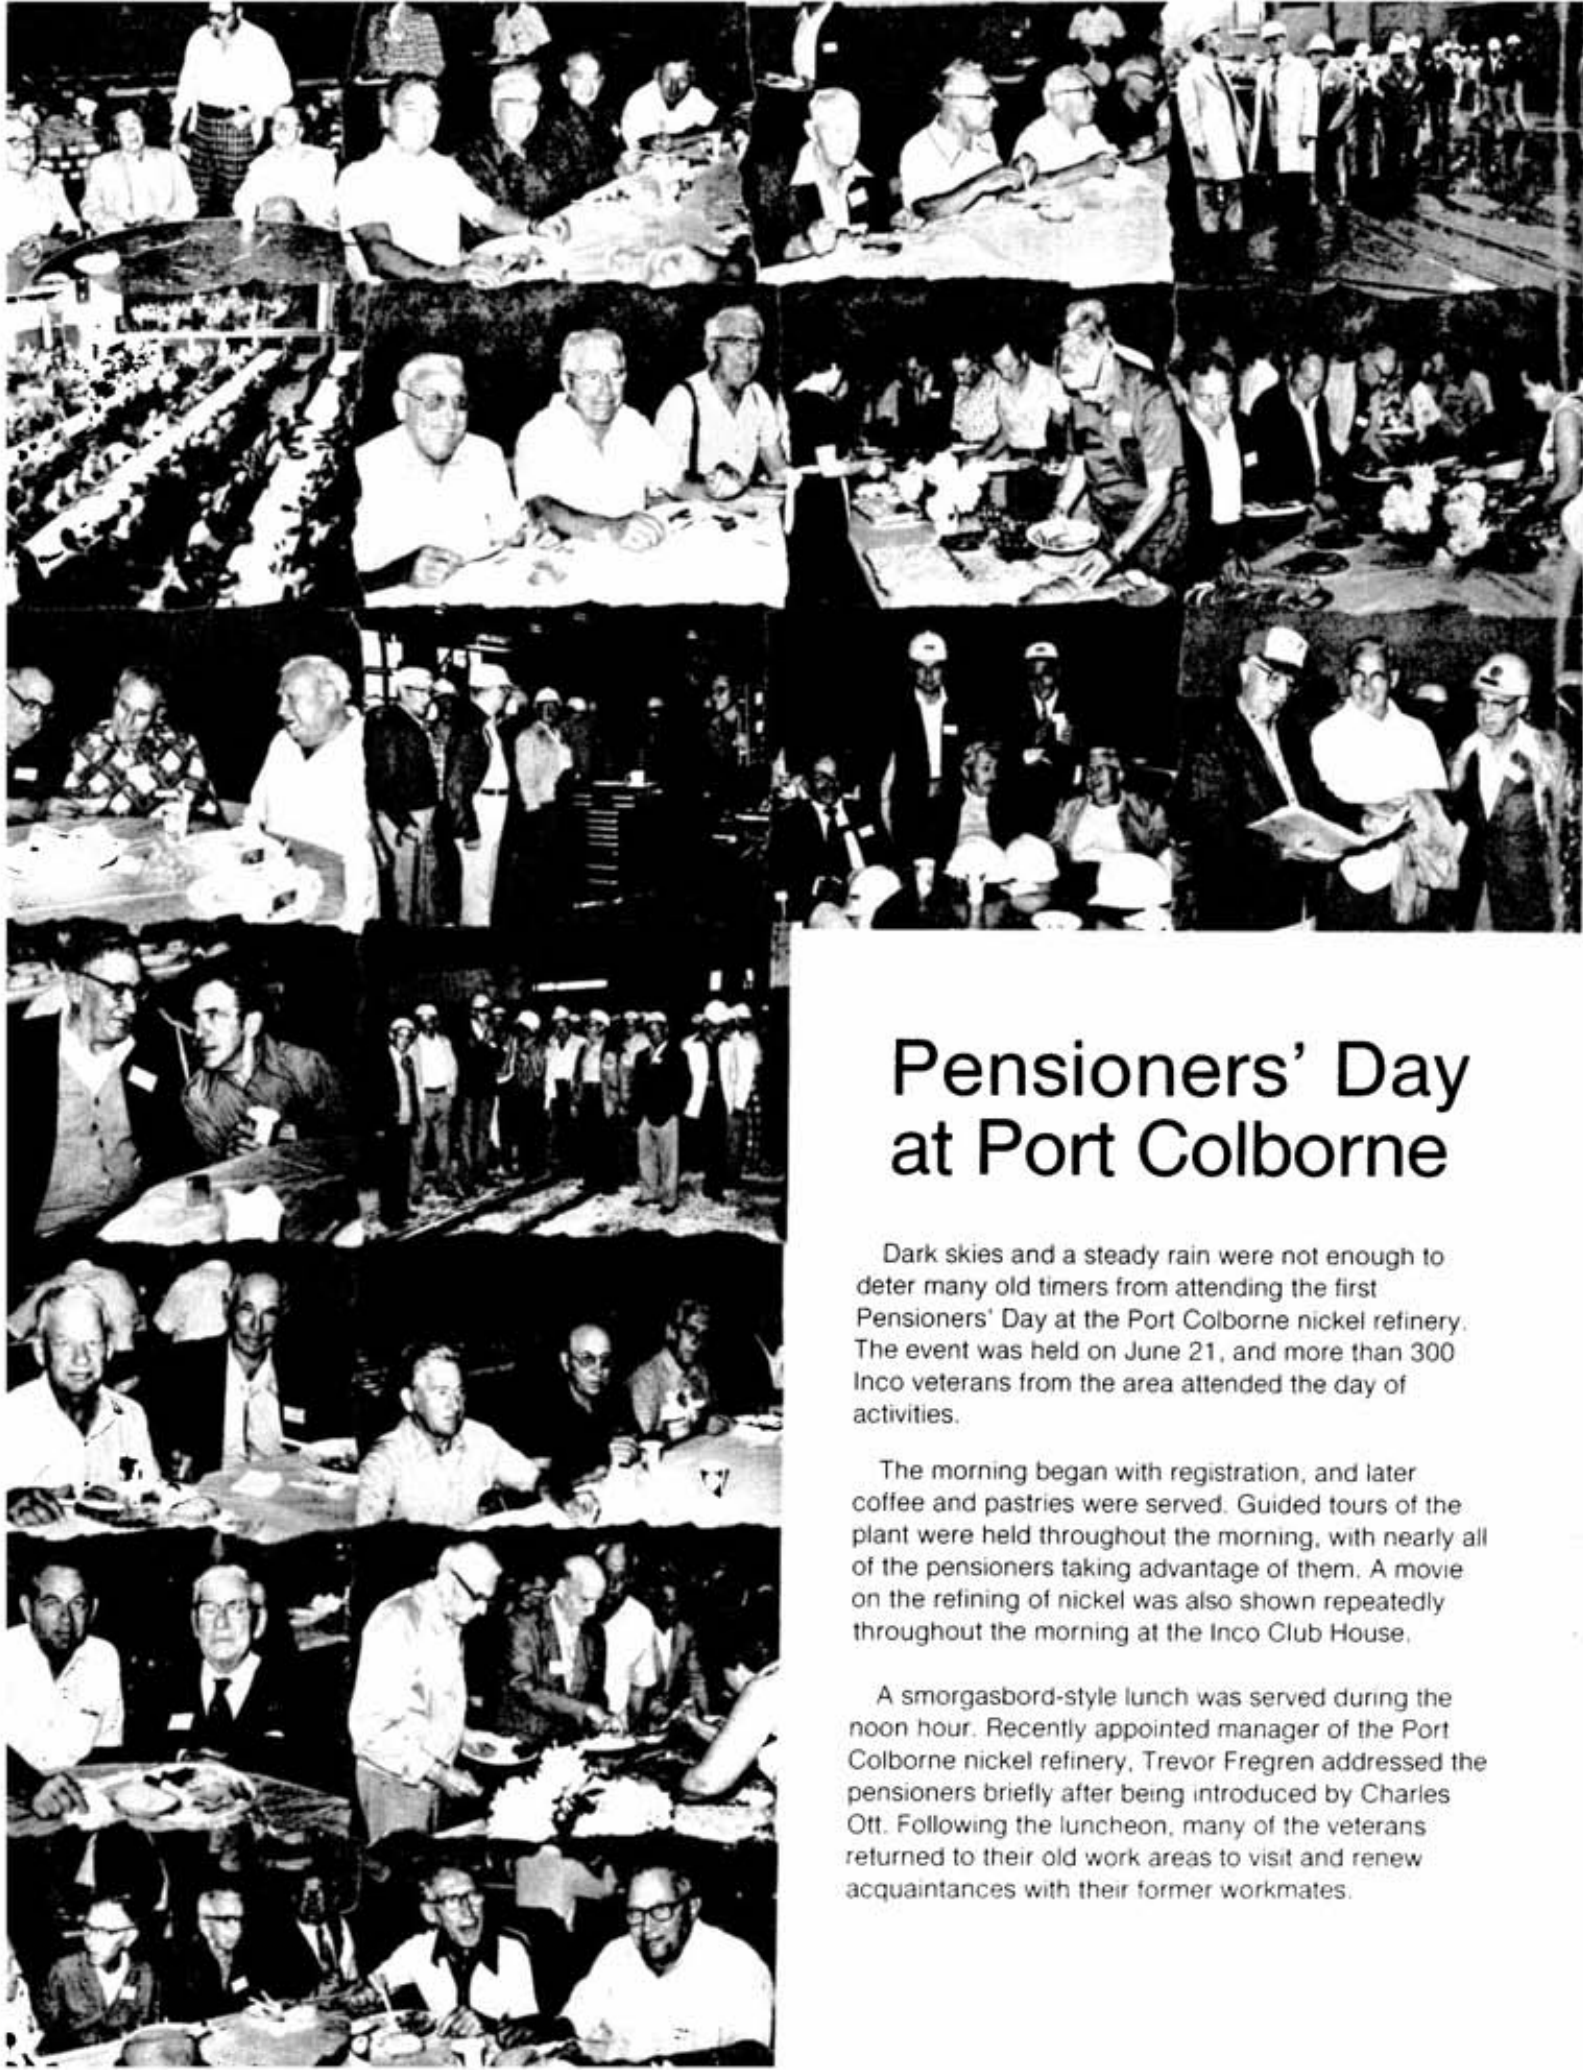 Pensioners' Day
at Port Colborne
Dark skies and a steady rain were not enough to
deter many old timers from attending the first
Pensioners' Day at the Port Colborne nickel refinery.
The event was held on June 21, and more than 300
Inco veterans from the area attended the day of
activities.
The morning began with registration, and later
coffee and pastries were served. Guided tours of the
plant were held throughout the morning, with nearly all
of the pensioners taking advantage of them. A movie
on the refining of nickel was also shown repeatedly
throughout the morning at the Inco Club House.
A smorgasbord-style lunch was served during the
noon hour. Recently appointed manager of the Port
Colborne nickel refinery, Trevor Fregren addressed the
pensioners briefly after being introduced by Charles
Ott. Following the luncheon, many of the veterans
returned to their old work areas to visit and renew
acquaintances with their former workmates.